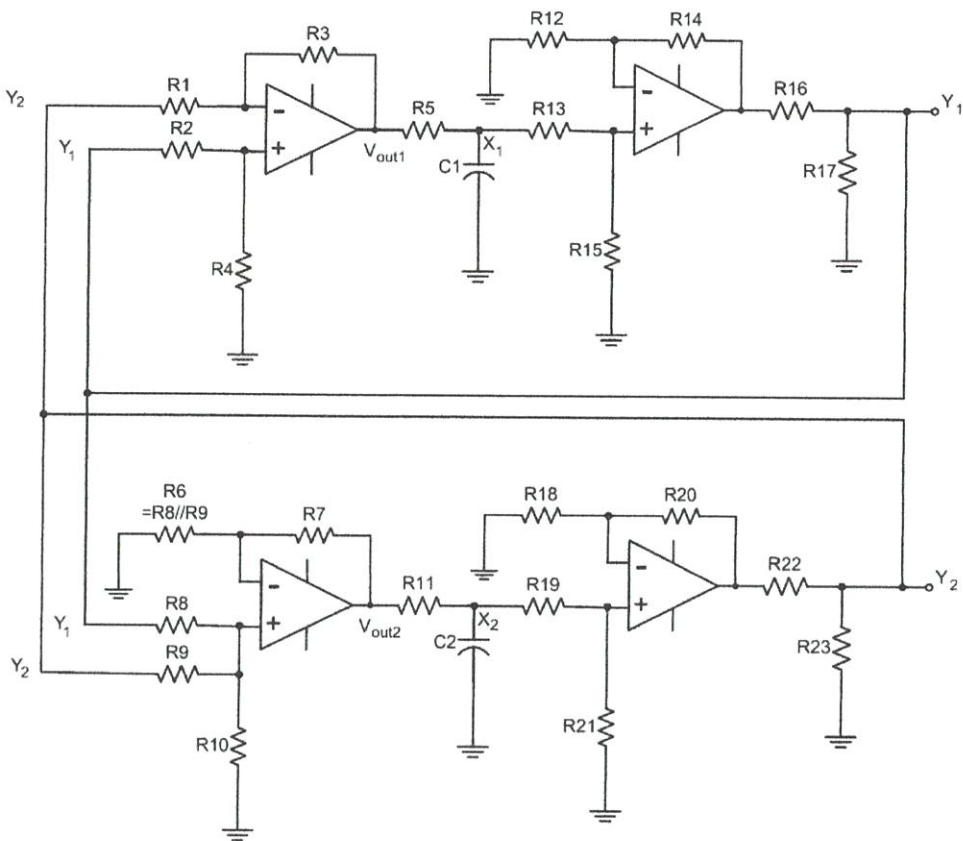 R3
R12
R14
Y2
R1
R5
R13
R16
Y1
Y1
R2
Vout1
X1
C1
R17
R4
R15
R6
=R8//R9
R7
R18
R20
R11
R19
R22
Y2
Y1
R8
Vout2
X2
C2
Y2
R9
R23
R10
R21